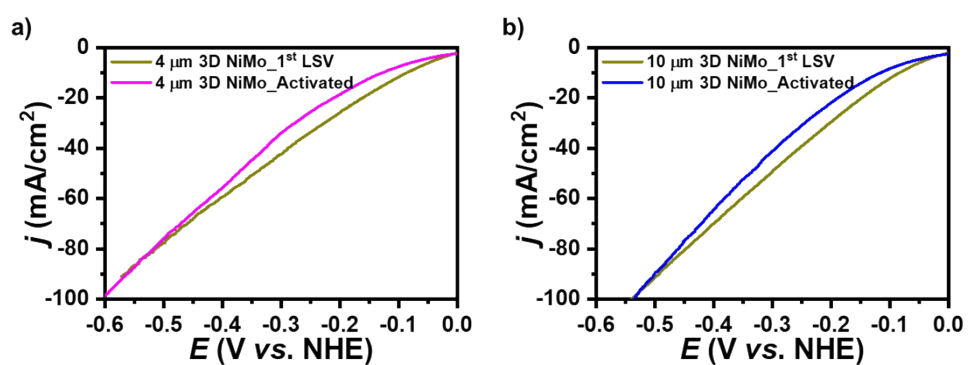 a)
4 μm 3D NiMo_1st LSV
4 μm 3D NiMo_Activated
0
-20
-40
-60
-80
-100
j (mA/cm²)
-0.6 -0.5 -0.4 -0.3 -0.2 -0.1 0.0
E (V vs. NHE)
b)
10 μm 3D NiMo_1st LSV
10 μm 3D NiMo_Activated
0
-20
-40
-60
-80
-100
j (mA/cm²)
-0.6 -0.5 -0.4 -0.3 -0.2 -0.1 0.0
E (V vs. NHE)